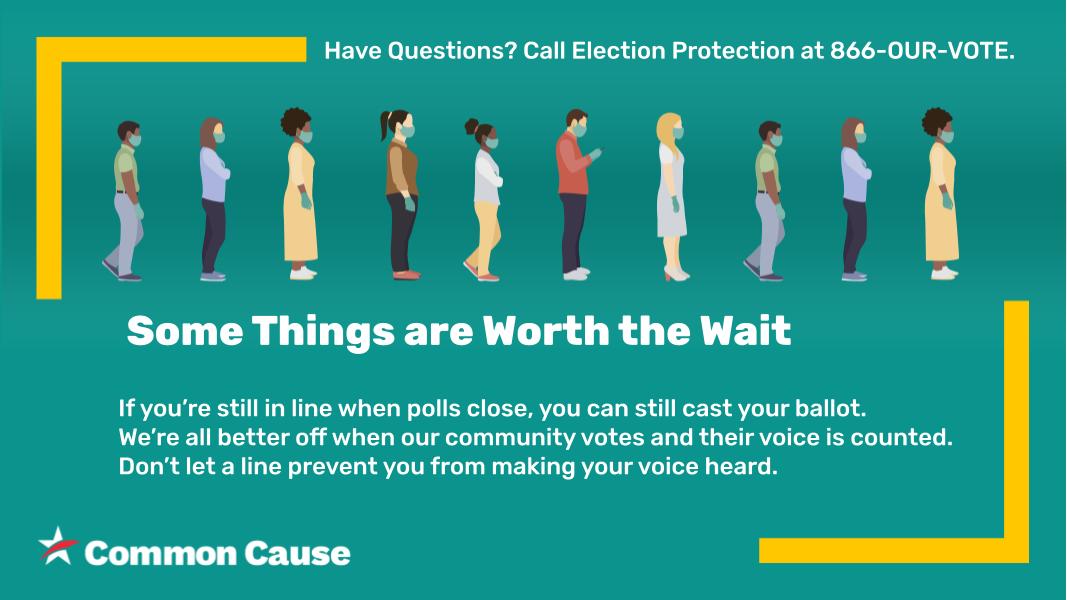 Have Questions? Call Election Protection at 866-OUR-VOTE.
Some Things are Worth the Wait
If you’re still in line when polls close, you can still cast your ballot.
We’re all better off when our community votes and their voice is counted.
Don’t let a line prevent you from making your voice heard.
Common Cause